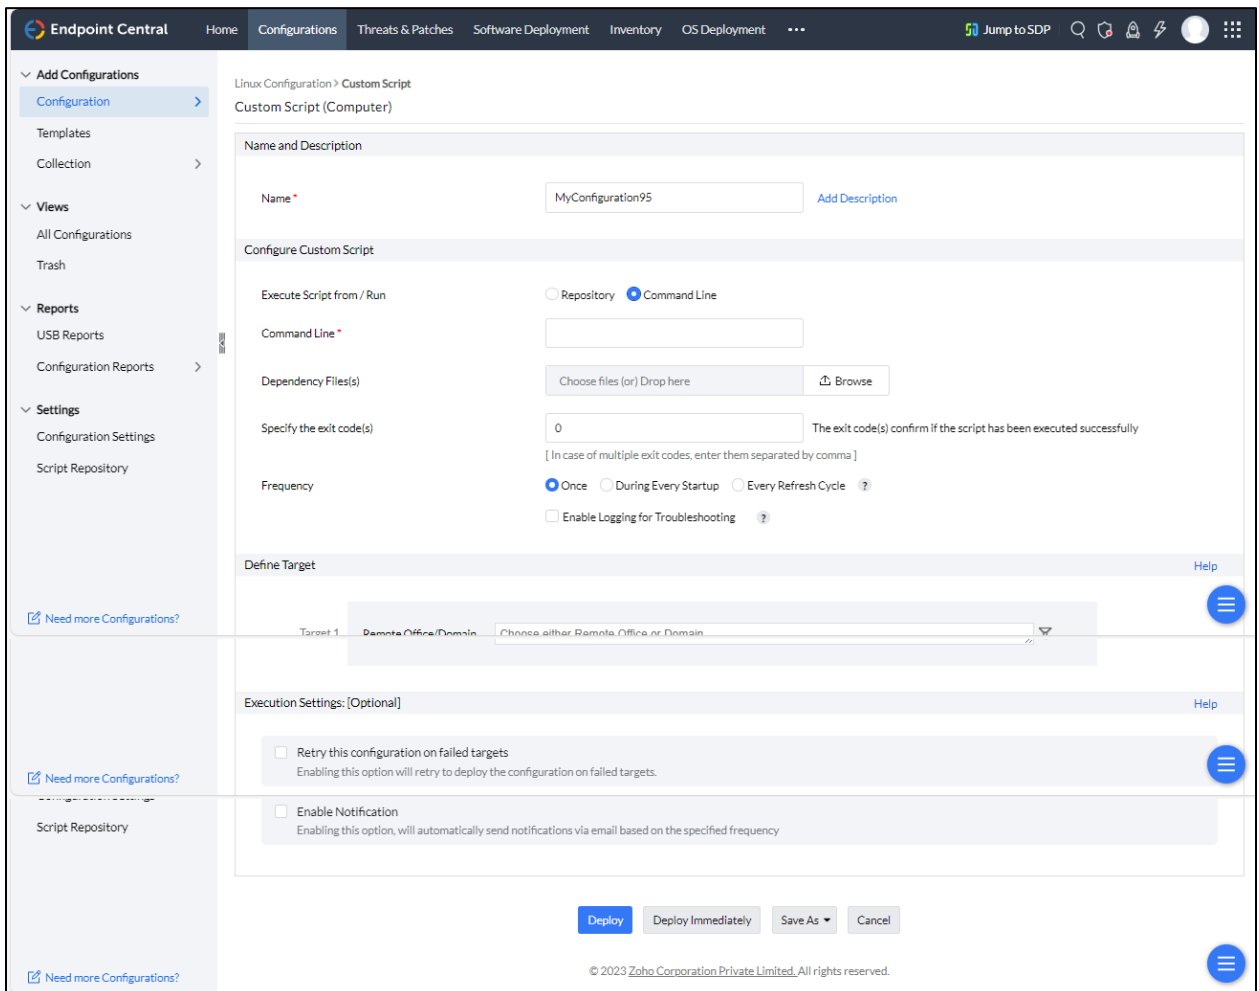 Endpoint Central Home Configurations Threats & Patches Software Deployment Inventory OS Deployment ••• Jump to SDP
Add Configurations
Configuration
Templates
Collection
Views
All Configurations
Trash
Reports
USB Reports
Configuration Reports
Settings
Configuration Settings
Script Repository
Need more Configurations?
Linux Configuration > Custom Script
Custom Script (Computer)
Name and Description
Name * MyConfiguration95 Add Description
Configure Custom Script
Execute Script from / Run Repository Command Line
Command Line *
Dependency Files(s) Choose files (or) Drop here Browse
Specify the exit code(s) 0 The exit code(s) confirm if the script has been executed successfully
[ In case of multiple exit codes, enter them separated by comma ]
Frequency Once During Every Startup Every Refresh Cycle ?
Enable Logging for Troubleshooting ?
Define Target Help
Target 1 Remote Office/Domain Choose either Remote Office or Domain
Execution Settings: [Optional] Help
Retry this configuration on failed targets
Enabling this option will retry to deploy the configuration on failed targets.
Need more Configurations?
Configuration Settings
Script Repository
Enable Notification
Enabling this option, will automatically send notifications via email based on the specified frequency
Deploy Deploy Immediately Save As Cancel
© 2023 Zoho Corporation Private Limited. All rights reserved.
Need more Configurations?